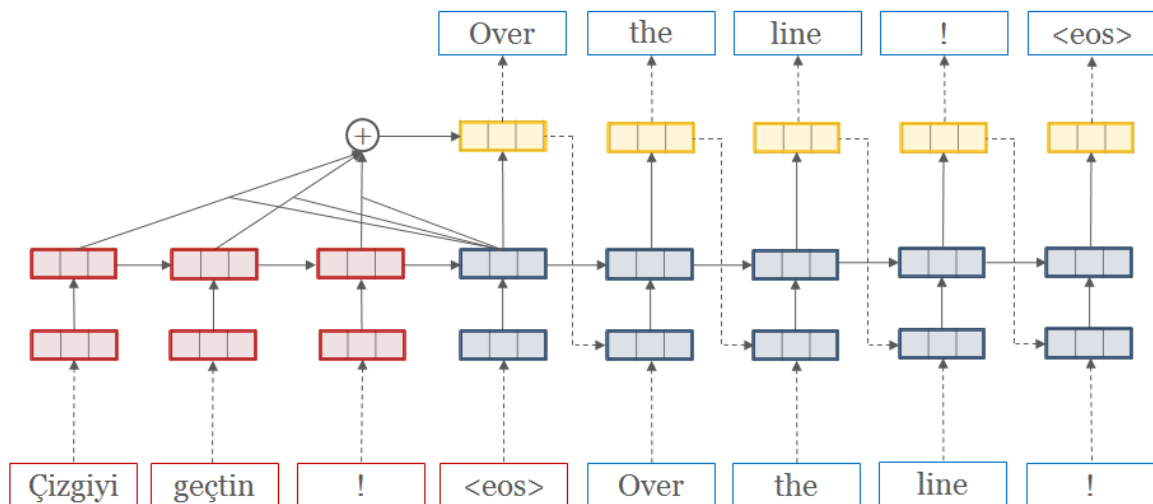 Over the line ! <eos>
+
Çizgiyi geçtin ! <eos> Over the line !